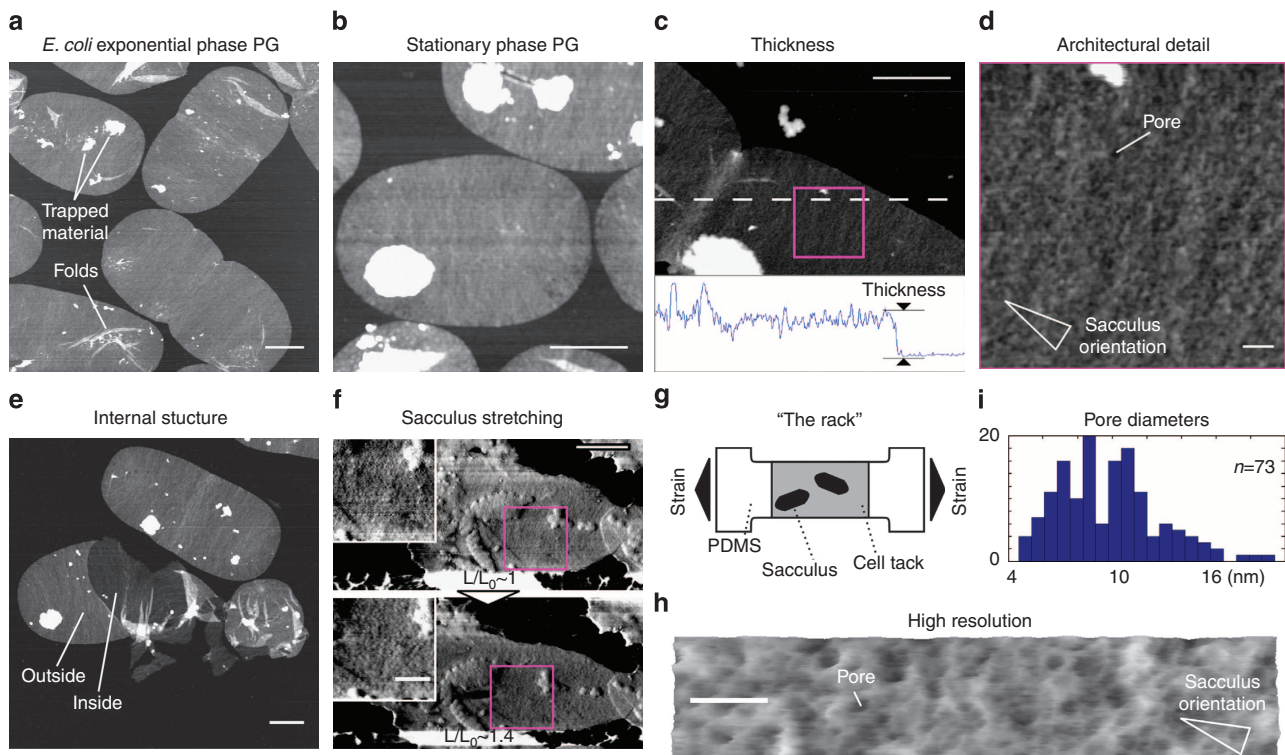 a
E. coli exponential phase PG
Trapped
material
Folds
b
Stationary phase PG
c
Thickness
Thickness
d
Architectural detail
Pore
Sacculus
orientation
e
Internal stucture
Outside
Inside
f
Sacculus stretching
L/L₀~1
L/L₀~1.4
g
"The rack"
Strain
Strain
PDMS
Sacculus
Cell tack
i
Pore diameters
20
n=73
0
4 10 16 (nm)
h
High resolution
Pore
Sacculus
orientation